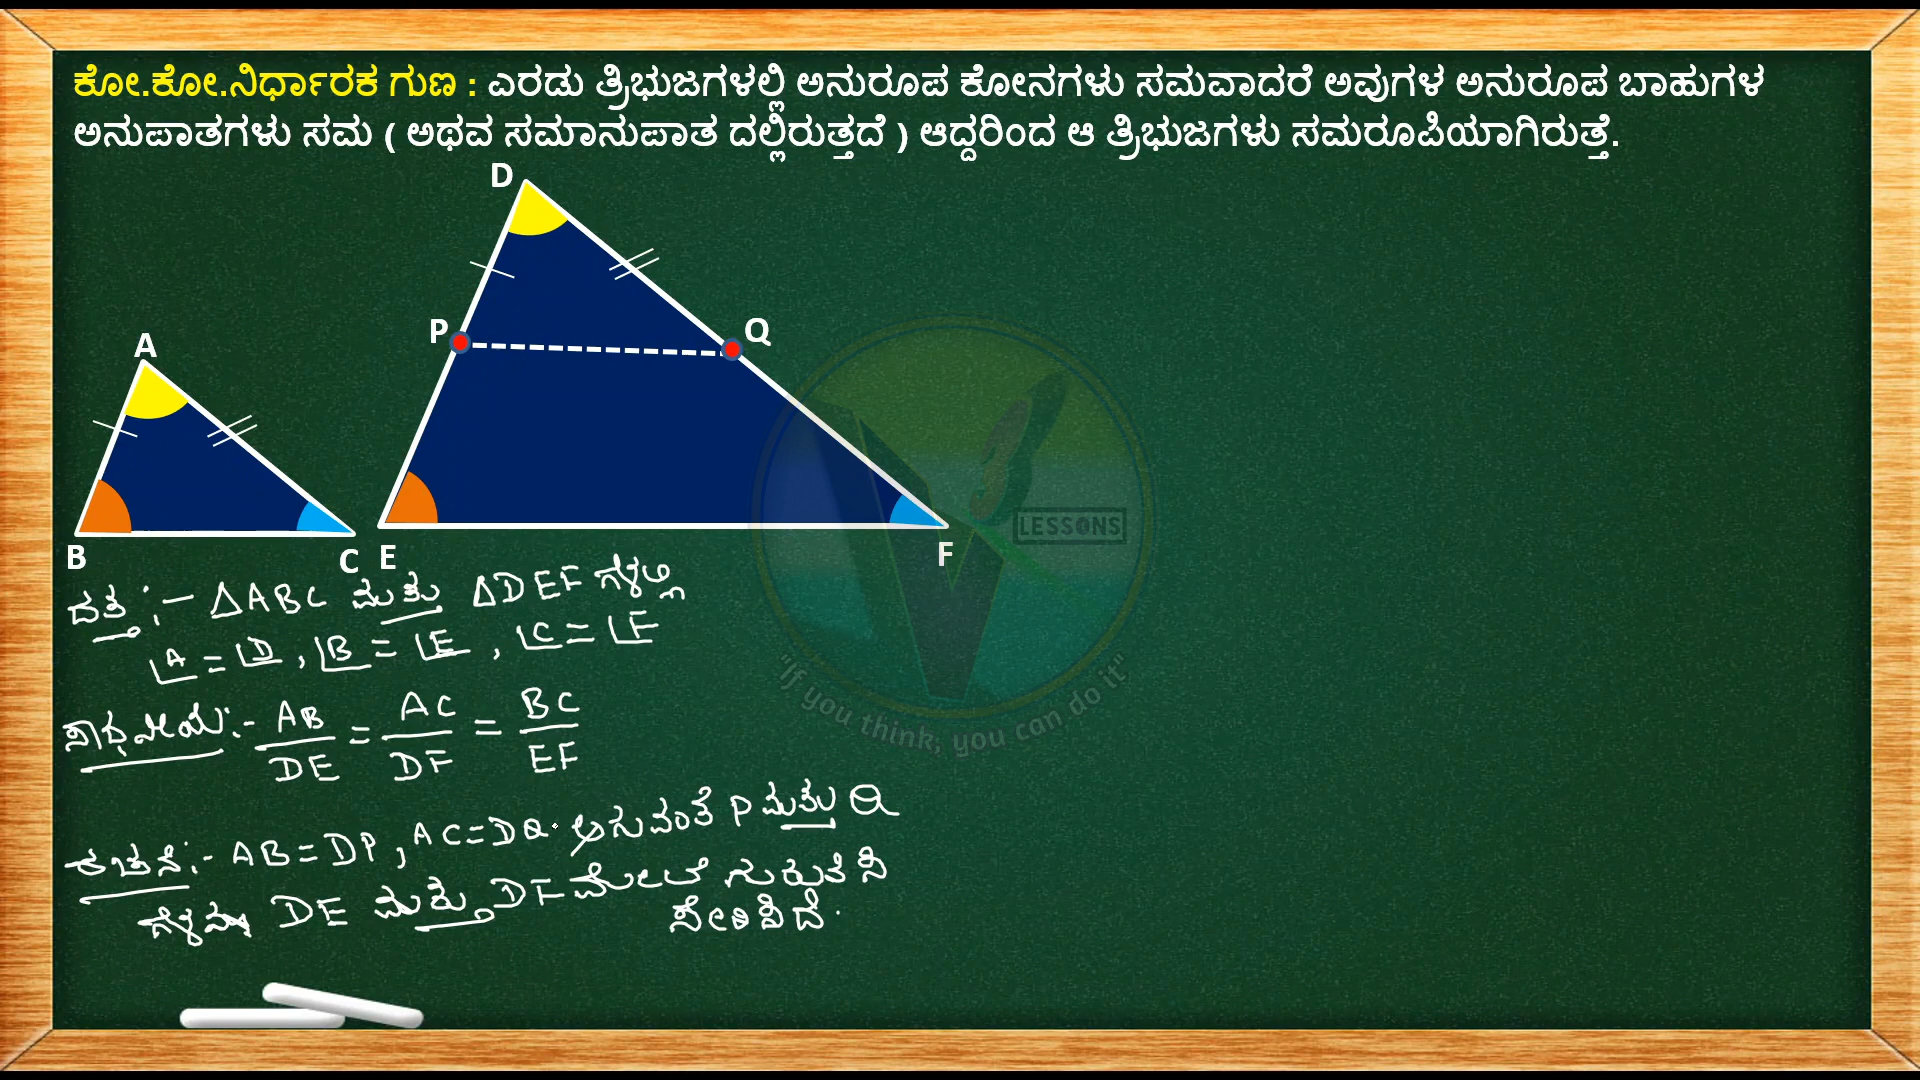 ಕೋ.ಕೋ.ನಿರ್ಧಾರಕ ಗುಣ : ಎರಡು ತ್ರಿಭುಜಗಳಲ್ಲಿ ಅನುರೂಪ ಕೋನಗಳು ಸಮವಾದರೆ ಅವುಗಳ ಅನುರೂಪ ಬಾಹುಗಳ
ಅನುಪಾತಗಳು ಸಮ ( ಅಥವ ಸಮಾನುಪಾತ ದಲ್ಲಿರುತ್ತದೆ ) ಆದ್ದರಿಂದ ಆ ತ್ರಿಭುಜಗಳು ಸಮರೂಪಿಯಾಗಿರುತ್ತೆ.
D
P
Q
A
B
C
E
F
LESSONS
"If you think, you can do it"
ದತ್ತ :- ∆ABC ಮತ್ತು ∆DEF ಗಳಲ್ಲಿ
∠A = ∠D , ∠B = ∠E , ∠C = ∠F
ಸಾಧನೀಯ :- AB/DE = AC/DF = BC/EF
ರಚನೆ :- AB = DP , AC = DQ. ಆಗುವಂತೆ P ಮತ್ತು Q
ಗಳನ್ನು DE ಮತ್ತು DF ಮೇಲೆ ಗುರುತಿಸಿ
ಸೇರಿಸಿದೆ.